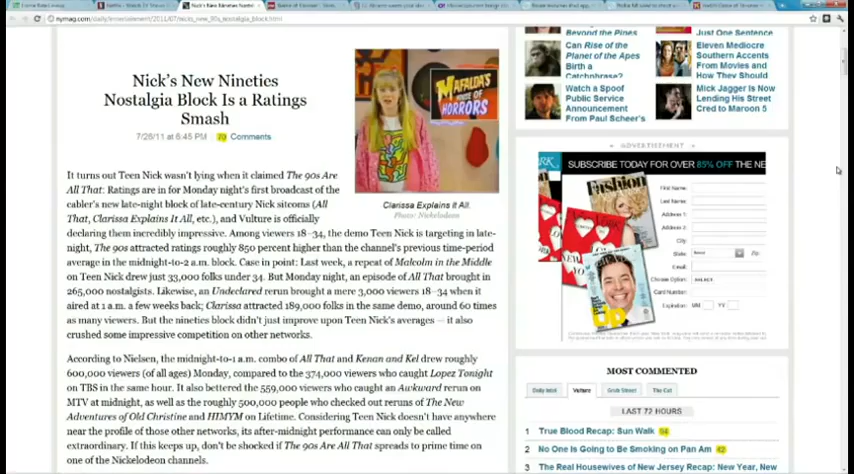 nymag.com/daily/entertainment/2011/07/nicks_new_90s_nostalgia_block.html
Nick's New Nineties
Nostalgia Block Is a Ratings
Smash
7/28/11 at 6:45 PM 70 Comments
MAFALDA'S
HOUSE OF
HORRORS
Clarissa Explains It All.
Photo: Nickelodeon
It turns out Teen Nick wasn't lying when it claimed The 90s Are
All That: Ratings are in for Monday night's first broadcast of the
cabler's new late-night block of late-century Nick sitcoms (All
That, Clarissa Explains It All, etc.), and Vulture is officially
declaring them incredibly impressive. Among viewers 18–34, the demo Teen Nick is targeting in late-
night, The 90s attracted ratings roughly 850 percent higher than the channel's previous time-period
average in the midnight-to-2 a.m. block. Case in point: Last week, a repeat of Malcolm in the Middle
on Teen Nick drew just 33,000 folks under 34. But Monday night, an episode of All That brought in
265,000 nostalgists. Likewise, an Undeclared rerun brought a mere 3,000 viewers 18–34 when it
aired at 1 a.m. a few weeks back; Clarissa attracted 189,000 folks in the same demo, around 60 times
as many viewers. But the nineties block didn't just improve upon Teen Nick's averages — it also
crushed some impressive competition on other networks.
According to Nielsen, the midnight-to-1 a.m. combo of All That and Kenan and Kel drew roughly
600,000 viewers (of all ages) Monday, compared to the 374,000 viewers who caught Lopez Tonight
on TBS in the same hour. It also bettered the 559,000 viewers who caught an Awkward rerun on
MTV at midnight, as well as the roughly 500,000 people who checked out reruns of The New
Adventures of Old Christine and HIMYM on Lifetime. Considering Teen Nick doesn't have anywhere
near the profile of those other networks, its after-midnight performance can only be called
extraordinary. If this keeps up, don't be shocked if The 90s Are All That spreads to prime time on
one of the Nickelodeon channels.
Beyond the Pines
Can Rise of the
Planet of the Apes
Birth a
Catchphrase?
Watch a Spoof
Public Service
Announcement
From Paul Scheer's
Just One Sentence
Eleven Mediocre
Southern Accents
From Movies and
How They Should
Mick Jagger Is Now
Lending His Street
Cred to Maroon 5
ADVERTISEMENT
SUBSCRIBE TODAY FOR OVER 85% OFF THE NE
Fashion
First Name:
Last Name:
Address 1:
Address 2:
City:
State:
Email:
Choose Option:
Card Number:
Expiration: MM YY
MOST COMMENTED
Daily Intel Vulture Grub Street The Cut
LAST 72 HOURS
1 True Blood Recap: Sun Walk
2 No One Is Going to Be Smoking on Pan Am 62
3 The Real Housewives of New Jersey Recap: New Year, New